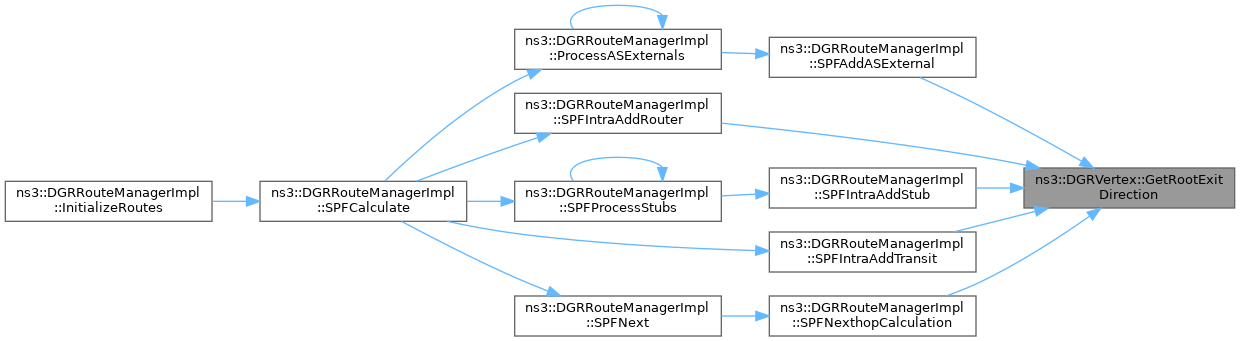 ns3::DGRRouteManagerImpl
::InitializeRoutes
ns3::DGRRouteManagerImpl
::SPFCalculate
ns3::DGRRouteManagerImpl
::ProcessASExternals
ns3::DGRRouteManagerImpl
::SPFIntraAddRouter
ns3::DGRRouteManagerImpl
::SPFProcessStubs
ns3::DGRRouteManagerImpl
::SPFNext
ns3::DGRRouteManagerImpl
::SPFAddASExternal
ns3::DGRRouteManagerImpl
::SPFIntraAddStub
ns3::DGRRouteManagerImpl
::SPFIntraAddTransit
ns3::DGRRouteManagerImpl
::SPFNexthopCalculation
ns3::DGRVertex::GetRootExit
Direction